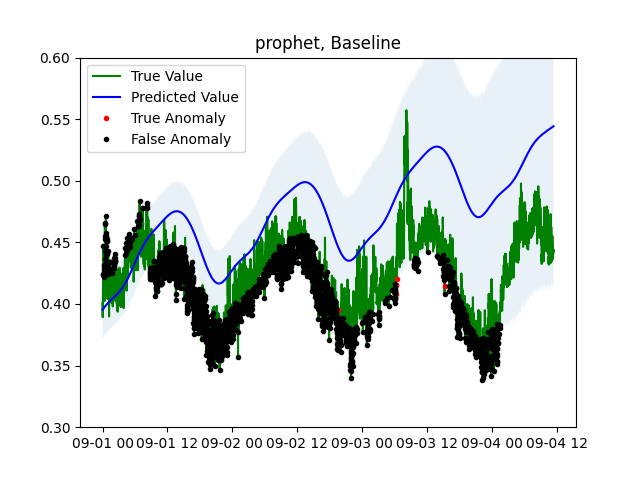 prophet, Baseline
True Value
Predicted Value
True Anomaly
False Anomaly
0.60
0.55
0.50
0.45
0.40
0.35
0.30
09-01 00 09-01 12 09-02 00 09-02 12 09-03 00 09-03 12 09-04 00 09-04 12